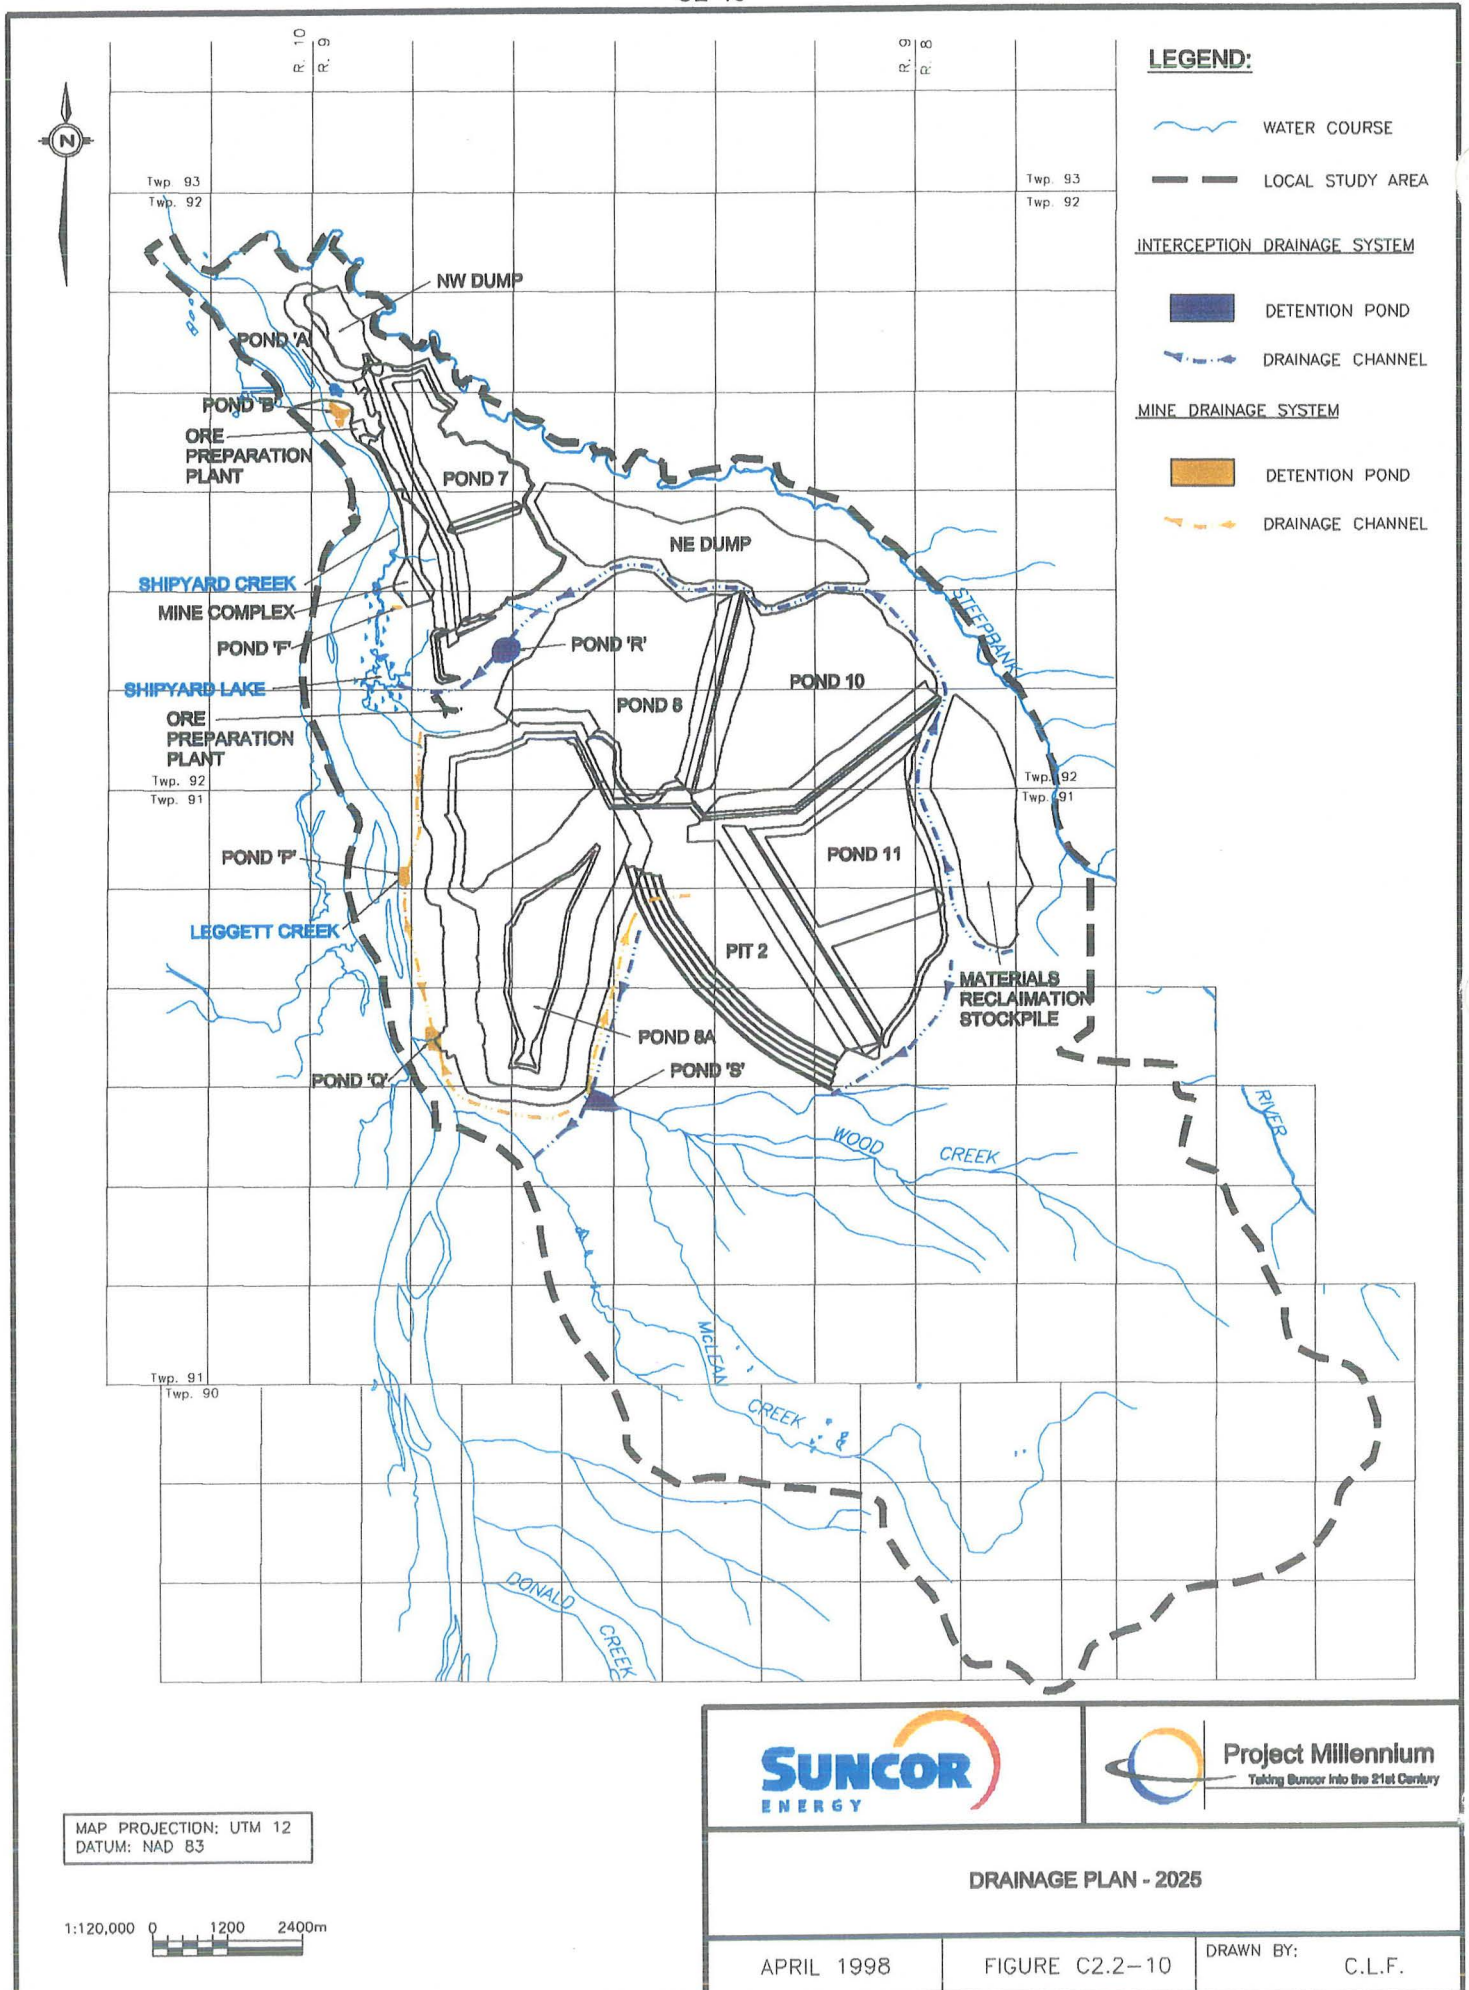 R. 10
R. 9
R. 9
R. 8
LEGEND:
WATER COURSE
LOCAL STUDY AREA
INTERCEPTION DRAINAGE SYSTEM
DETENTION POND
DRAINAGE CHANNEL
MINE DRAINAGE SYSTEM
DETENTION POND
DRAINAGE CHANNEL
N
Twp 93
Twp. 92
Twp. 93
Twp. 92
NW DUMP
POND 'A'
POND 'B'
ORE
PREPARATION
PLANT
POND 7
NE DUMP
SHIPYARD CREEK
MINE COMPLEX
POND 'F'
SHIPYARD LAKE
ORE
PREPARATION
PLANT
POND 'R'
STEEPBANK
POND 8
POND 10
Twp. 92
Twp. 91
Twp. 92
Twp. 91
POND 'P'
POND 11
LEGGETT CREEK
PIT 2
MATERIALS
RECLAIMATION
STOCKPILE
POND 8A
POND 'S'
POND 'Q'
RIVER
WOOD
CREEK
McLEAN
CREEK
Twp. 91
Twp. 90
DONALD
CREEK
SUNCOR
ENERGY
Project Millennium
Taking Suncor into the 21st Century
MAP PROJECTION: UTM 12
DATUM: NAD 83
DRAINAGE PLAN - 2025
1:120,000 0 1200 2400m
APRIL 1998
FIGURE C2.2-10
DRAWN BY:
C.L.F.